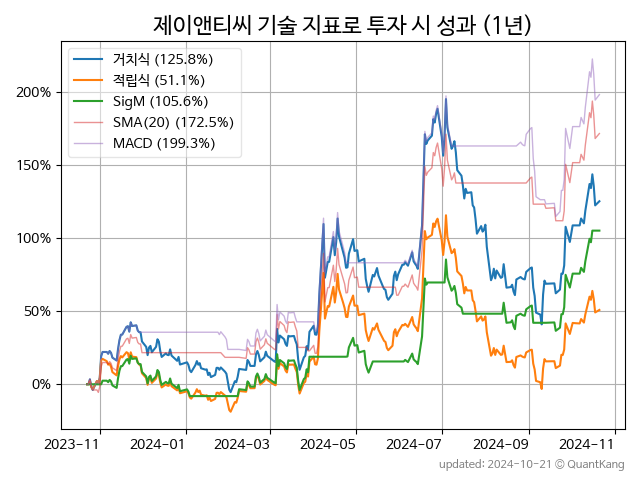 제이앤티씨 기술 지표로 투자 시 성과 (1년)
거치식 (125.8%)
적립식 (51.1%)
SigM (105.6%)
SMA(20) (172.5%)
MACD (199.3%)
200%
150%
100%
50%
0%
2023-11 2024-01 2024-03 2024-05 2024-07 2024-09 2024-11
updated: 2024-10-21 © QuantKang